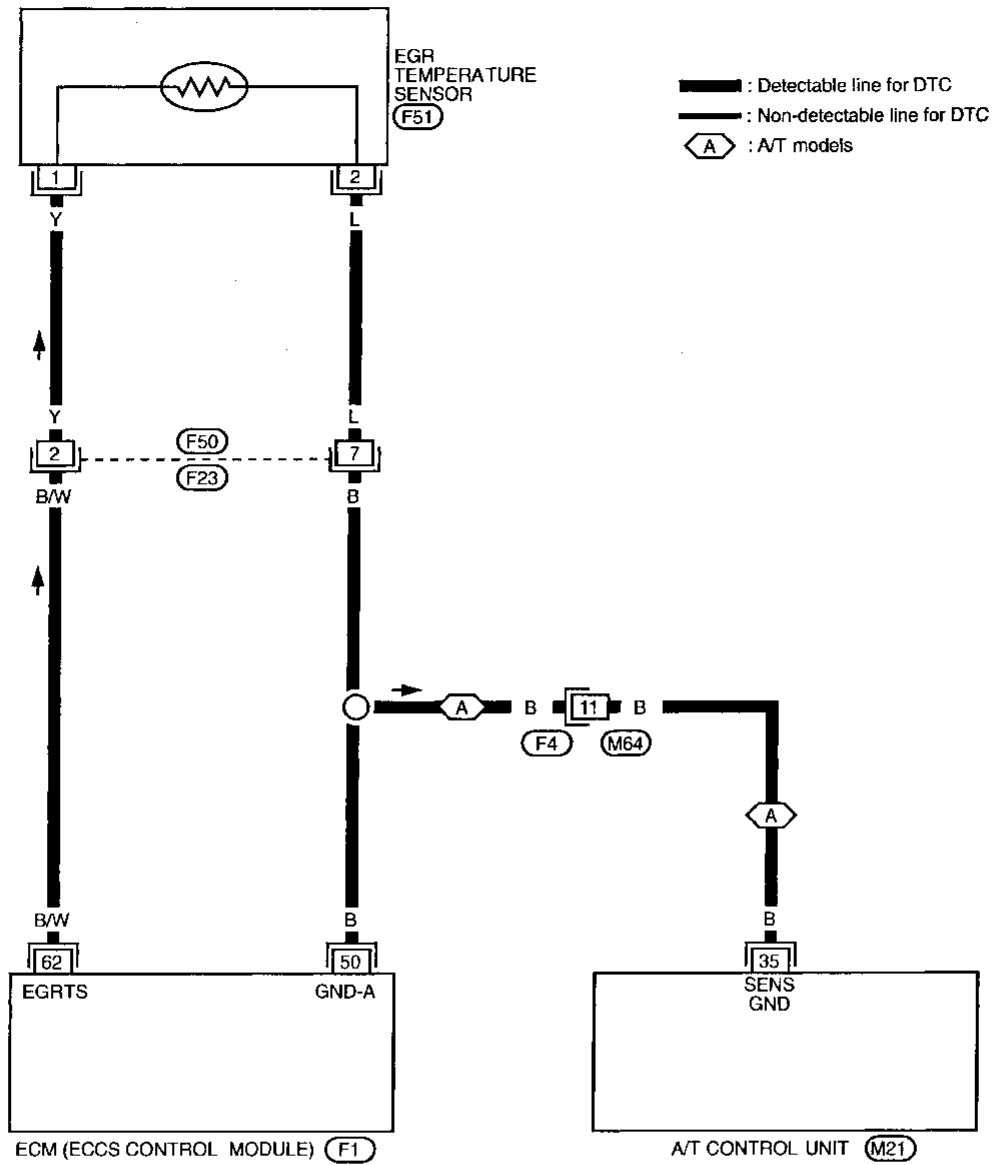 EGR
TEMPERATURE
SENSOR
F51
: Detectable line for DTC
: Non-detectable line for DTC
A : A/T models
1 2
Y L
Y L
2 F50 7
F23
B/W B
A B 11 B
F4 M64
A
B/W B B
62 50 35
EGRTS GND-A SENS
GND
ECM (ECCS CONTROL MODULE) F1
A/T CONTROL UNIT M21